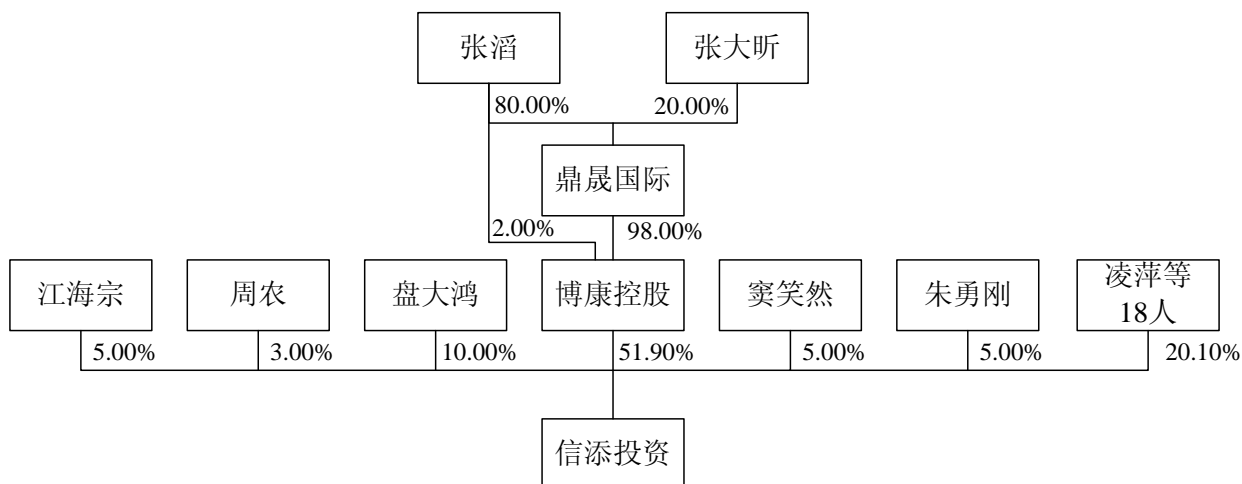 张滔
张大昕
80.00%
20.00%
鼎晟国际
2.00%
98.00%
江海宗
周农
盘大鸿
博康控股
窦笑然
朱勇刚
凌萍等
18人
5.00%
3.00%
10.00%
51.90%
5.00%
5.00%
20.10%
信添投资